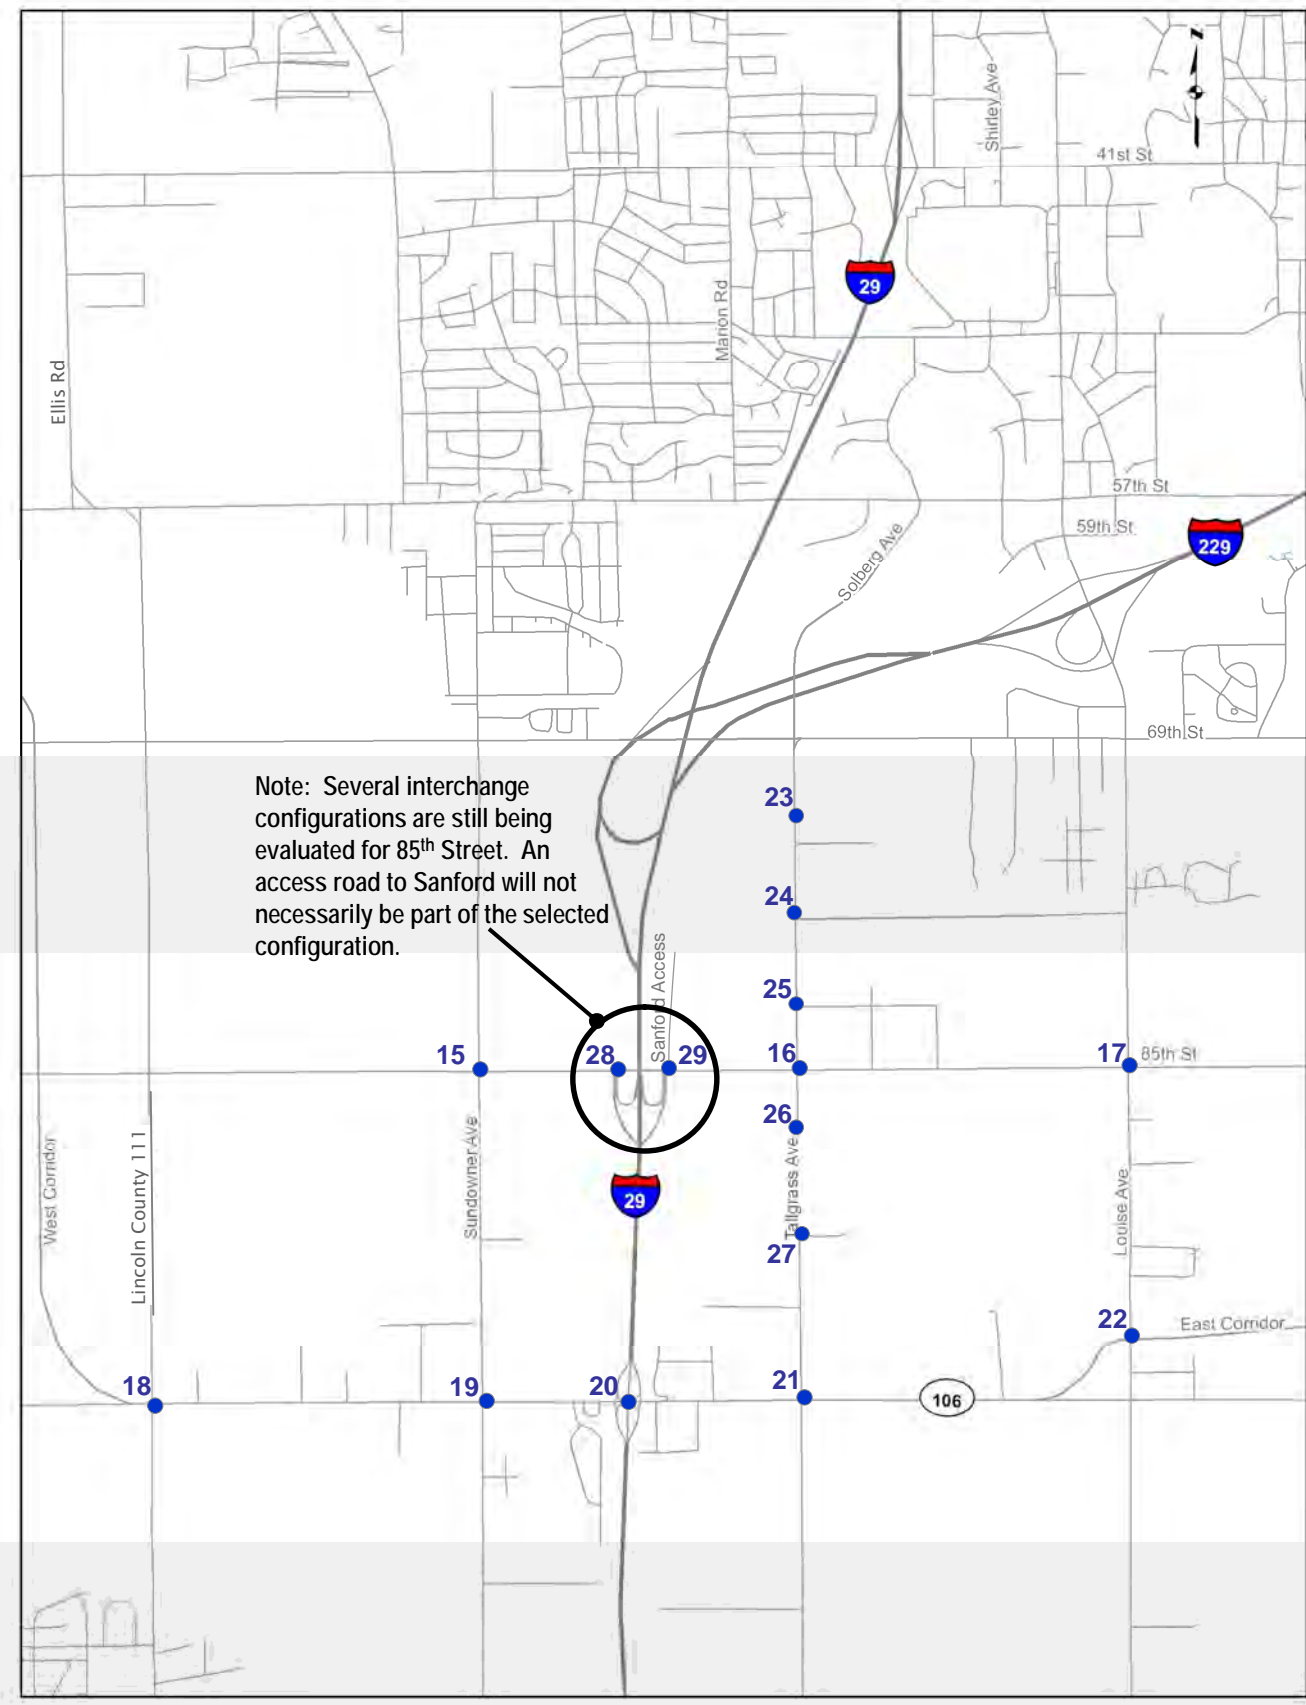 N
Shirley Ave
41st St
29
Marion Rd
Ellis Rd
57th St
59th St
229
Solberg Ave
69th St
Note: Several interchange
configurations are still being
evaluated for 85th Street. An
access road to Sanford will not
necessarily be part of the selected
configuration.
23
24
25
Sanford Access
15
28
29
16
17
85th St
26
West Corridor
Lincoln County 111
Sundowner Ave
29
Tallgrass Ave
Louise Ave
27
22
East Corridor
18
19
20
21
106